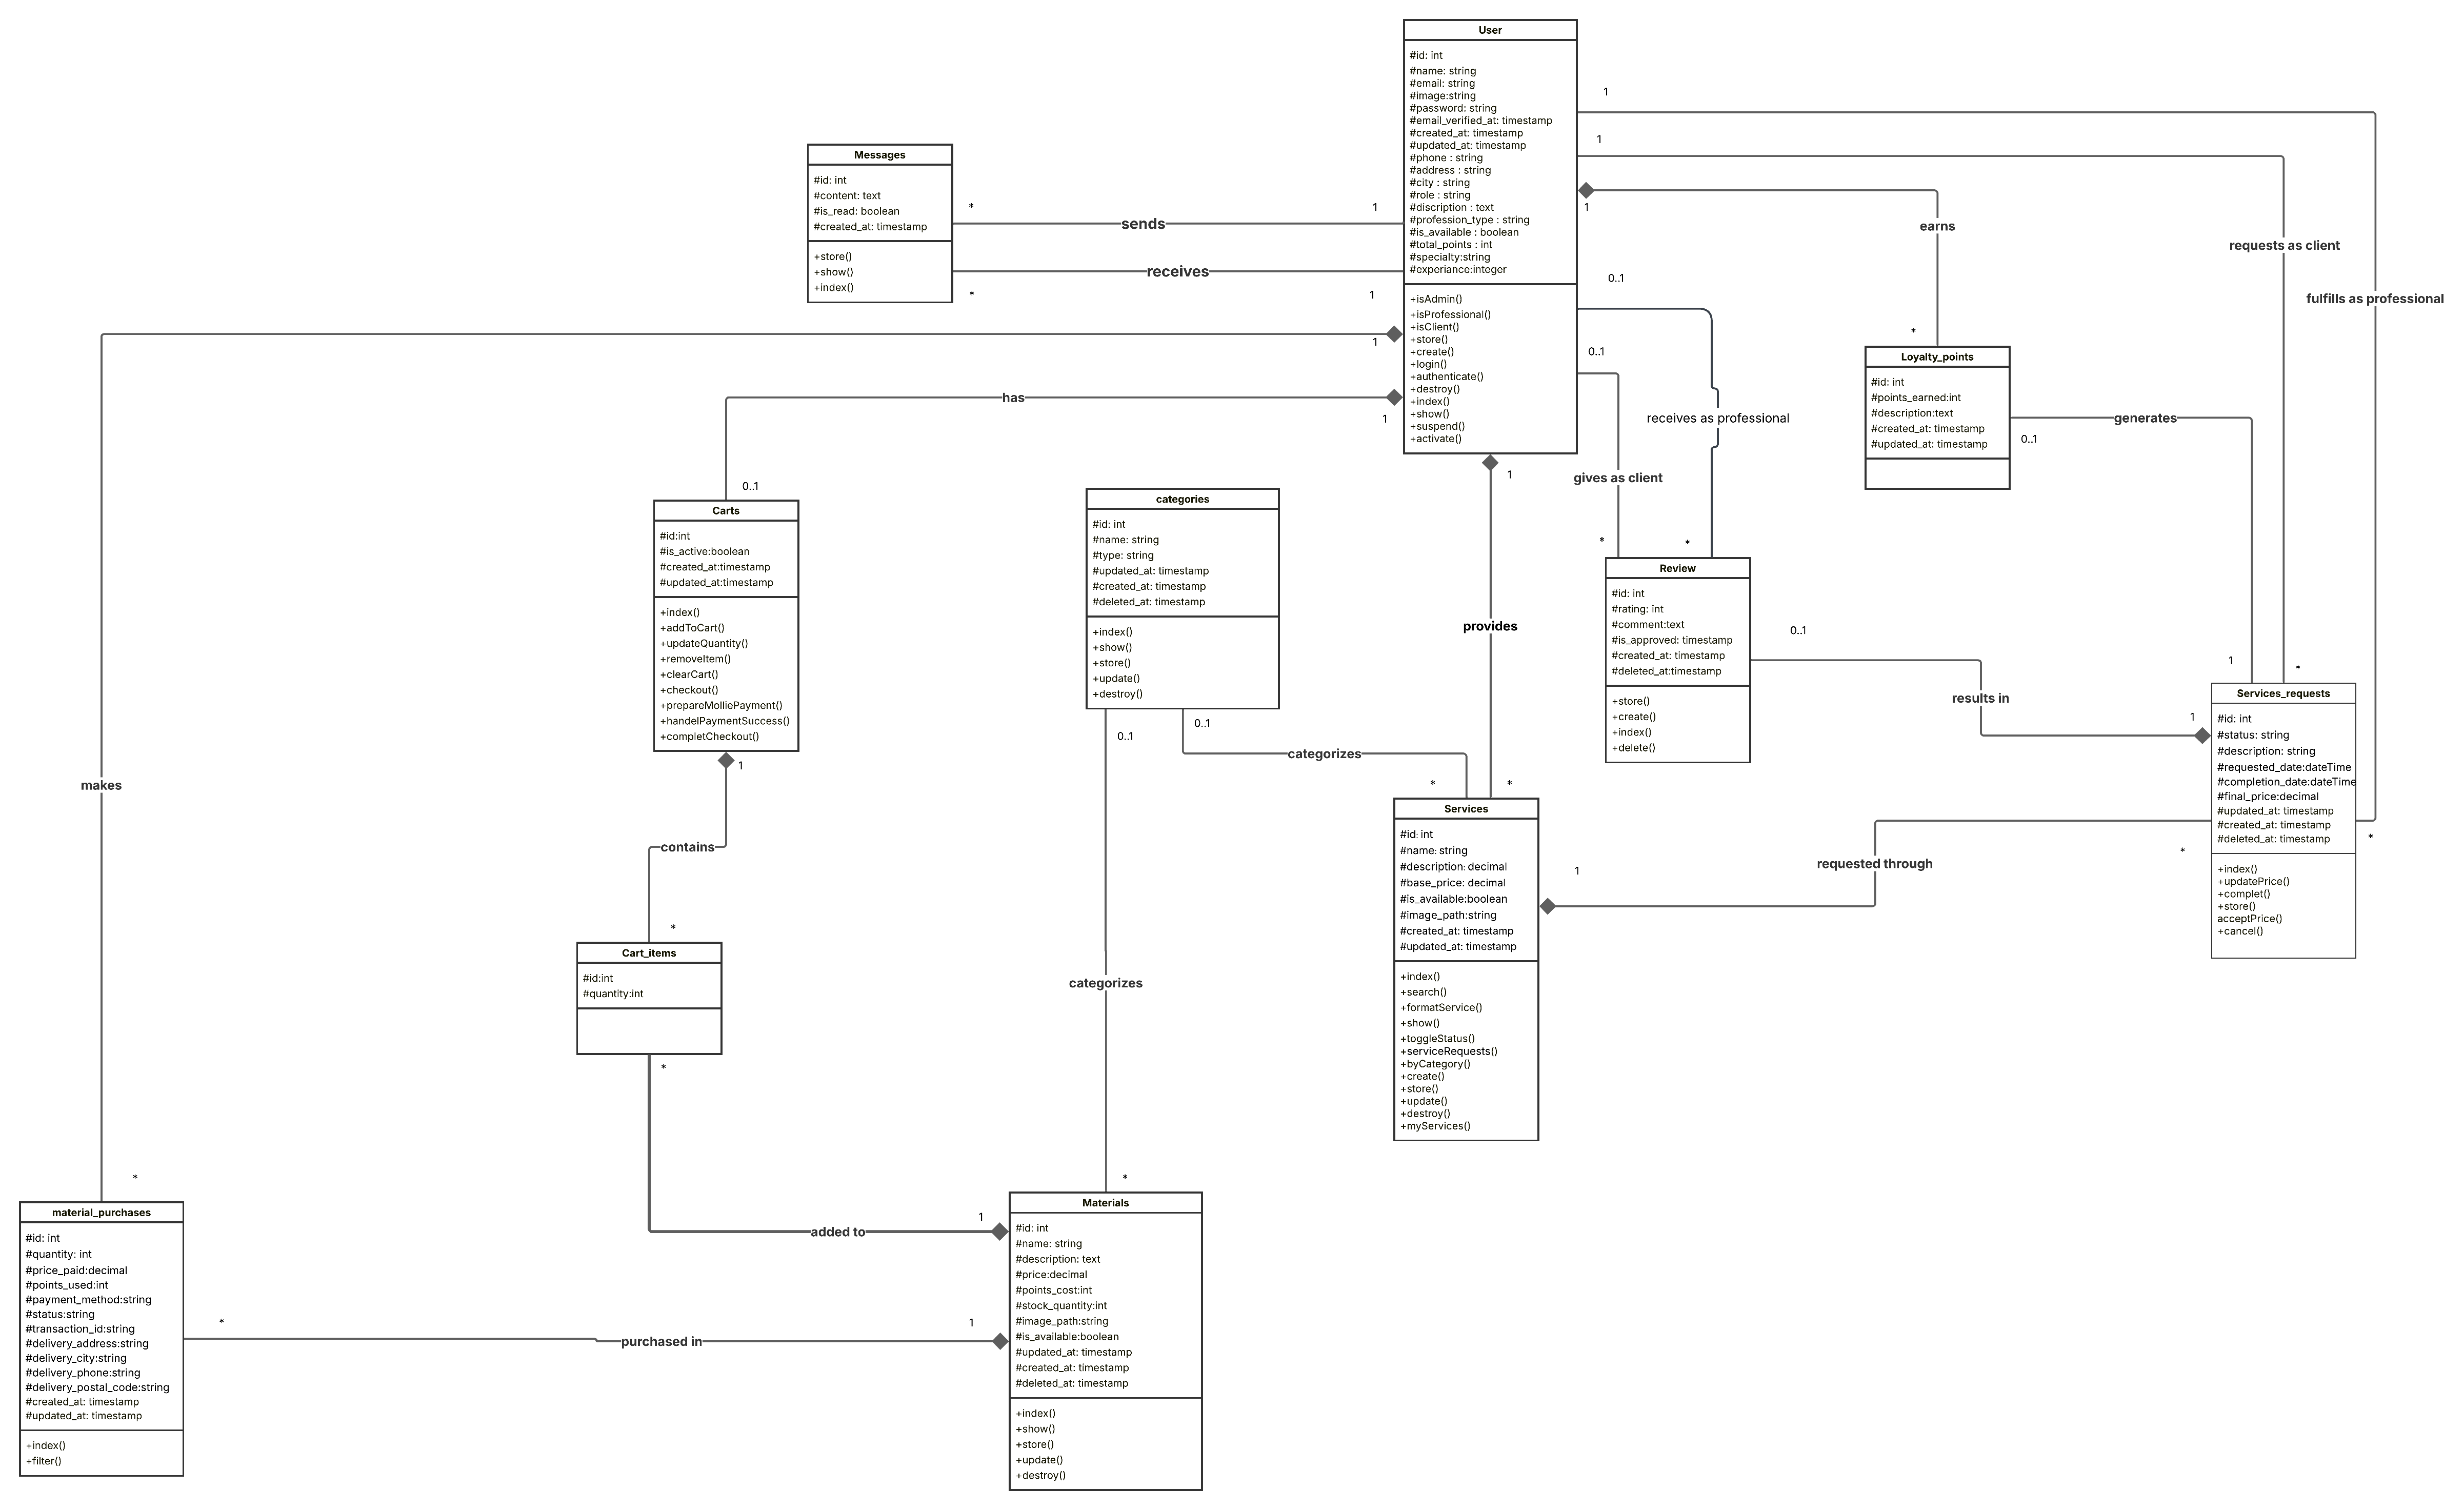 User
#id: int
#name: string
#email: string
#image:string
#password: string
#email_verified_at: timestamp
#created_at: timestamp
#updated_at: timestamp
#phone : string
#address : string
#city : string
#role : string
#discription : text
#profession_type : string
#is_available : boolean
#total_points : int
#specialty:string
#experiance:integer
+isAdmin()
+isProfessional()
+isClient()
+store()
+create()
+login()
+authenticate()
+destroy()
+index()
+show()
+suspend()
+activate()
Messages
#id: int
#content: text
#is_read: boolean
#created_at: timestamp
+store()
+show()
+index()
*
sends
1
*
receives
1
1
1
1
earns
*
requests as client
*
fulfills as professional
*
0..1
receives as professional
*
0..1
gives as client
*
1
makes
*
has
1
0..1
Loyalty_points
#id: int
#points_earned:int
#description:text
#created_at: timestamp
#updated_at: timestamp
generates
0..1
1
Carts
#id:int
#is_active:boolean
#created_at:timestamp
#updated_at:timestamp
+index()
+addToCart()
+updateQuantity()
+removeItem()
+clearCart()
+checkout()
+prepareMolliePayment()
+handelPaymentSuccess()
+completCheckout()
categories
#id: int
#name: string
#type: string
#updated_at: timestamp
#created_at: timestamp
#deleted_at: timestamp
+index()
+show()
+store()
+update()
+destroy()
1
provides
*
Review
#id: int
#rating: int
#comment:text
#is_approved: timestamp
#created_at: timestamp
#deleted_at:timestamp
+store()
+create()
+index()
+delete()
0..1
results in
1
Services_requests
#id: int
#status: string
#description: string
#requested_date:dateTime
#completion_date:dateTime
#final_price:decimal
#updated_at: timestamp
#created_at: timestamp
#deleted_at: timestamp
+index()
+updatePrice()
+complet()
+store()
acceptPrice()
+cancel()
0..1
categorizes
*
0..1
categorizes
*
1
contains
*
Services
#id: int
#name: string
#description: decimal
#base_price: decimal
#is_available:boolean
#image_path:string
#created_at: timestamp
#updated_at: timestamp
+index()
+search()
+formatService()
+show()
+toggleStatus()
+serviceRequests()
+byCategory()
+create()
+store()
+update()
+destroy()
+myServices()
1
requested through
*
Cart_items
#id:int
#quantity:int
*
added to
1
material_purchases
#id: int
#quantity: int
#price_paid:decimal
#points_used:int
#payment_method:string
#status:string
#transaction_id:string
#delivery_address:string
#delivery_city:string
#delivery_phone:string
#delivery_postal_code:string
#created_at: timestamp
#updated_at: timestamp
+index()
+filter()
*
purchased in
1
Materials
#id: int
#name: string
#description: text
#price:decimal
#points_cost:int
#stock_quantity:int
#image_path:string
#is_available:boolean
#updated_at: timestamp
#created_at: timestamp
#deleted_at: timestamp
+index()
+show()
+store()
+update()
+destroy()